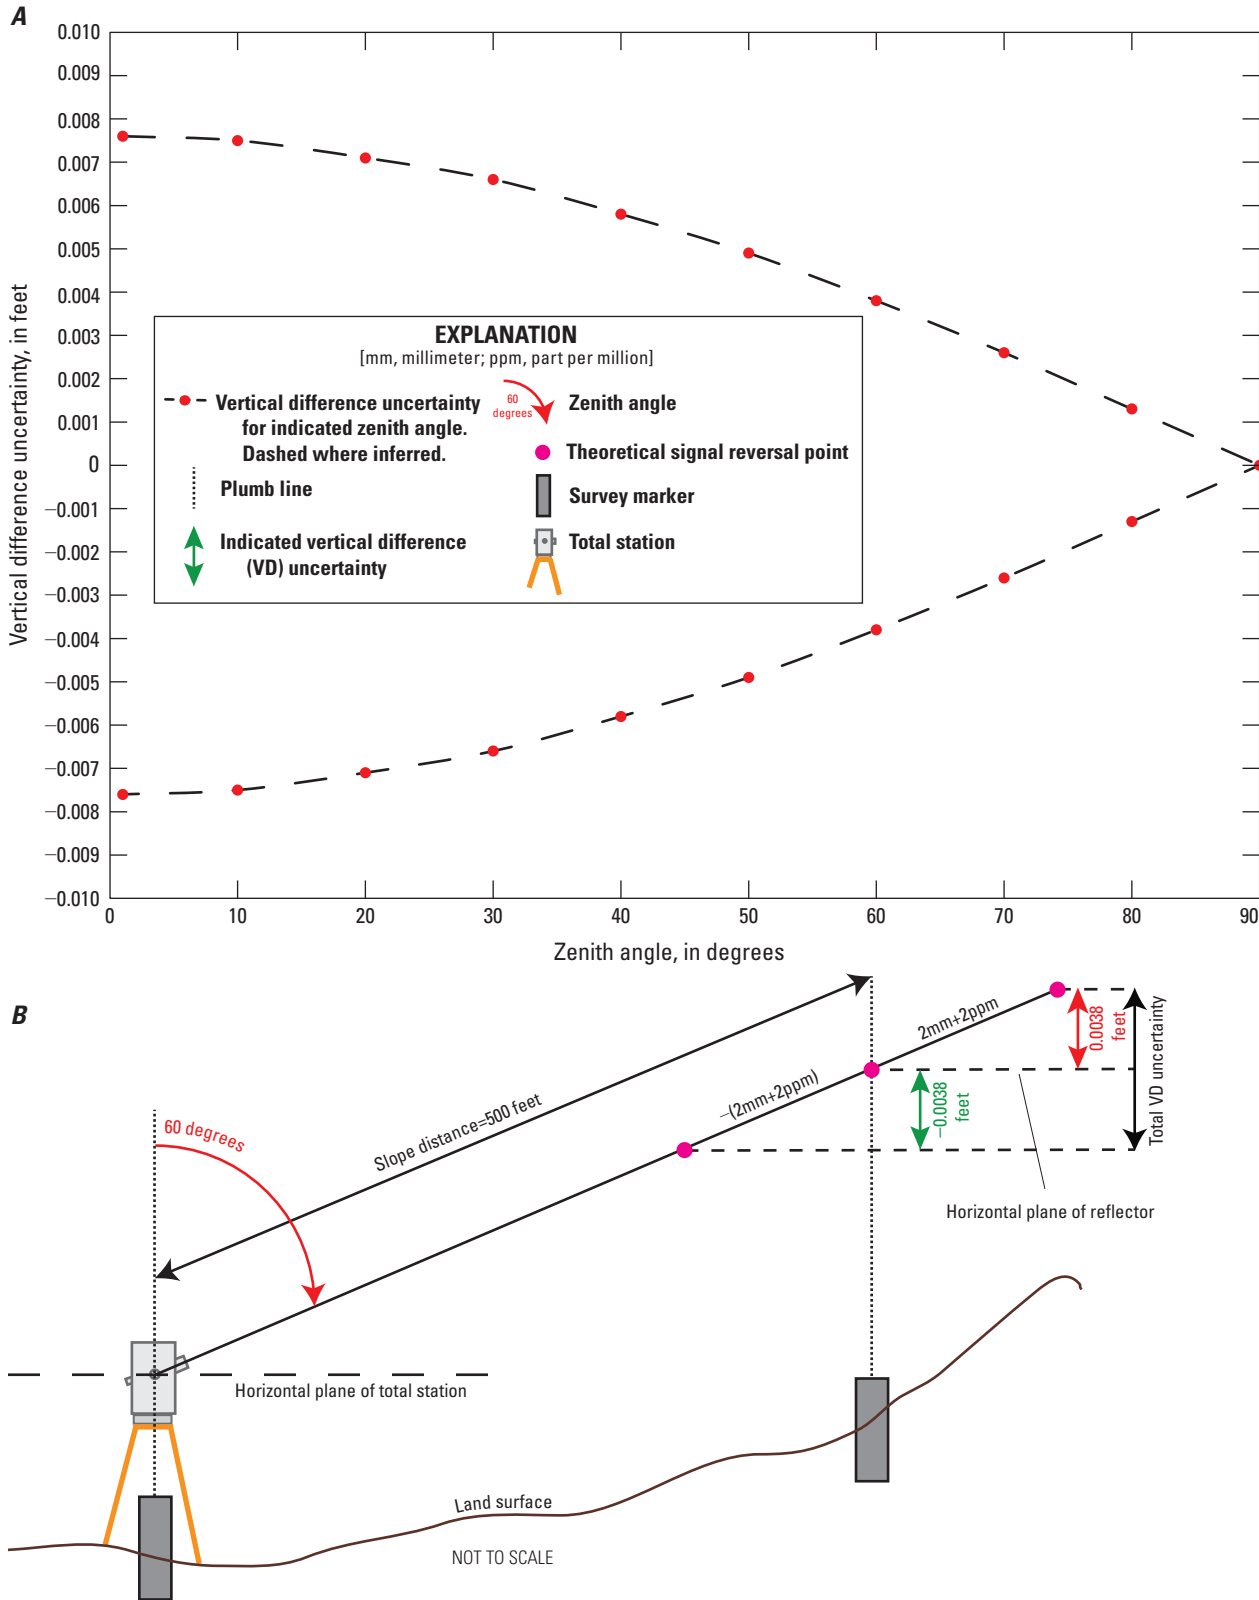 A
0.010
0.009
0.008
0.007
0.006
0.005
0.004
0.003
0.002
0.001
0
−0.001
−0.002
−0.003
−0.004
−0.005
−0.006
−0.007
−0.008
−0.009
−0.010
Vertical difference uncertainty, in feet
0 10 20 30 40 50 60 70 80 90
Zenith angle, in degrees
EXPLANATION
[mm, millimeter; ppm, part per million]
Vertical difference uncertainty
for indicated zenith angle.
Dashed where inferred.
Plumb line
Indicated vertical difference
(VD) uncertainty
60
degrees
Zenith angle
Theoretical signal reversal point
Survey marker
Total station
B
60 degrees
Slope distance=500 feet
−(2mm+2ppm)
2mm+2ppm
0.0038
feet
−0.0038
feet
Total VD uncertainty
Horizontal plane of reflector
Horizontal plane of total station
Land surface
NOT TO SCALE